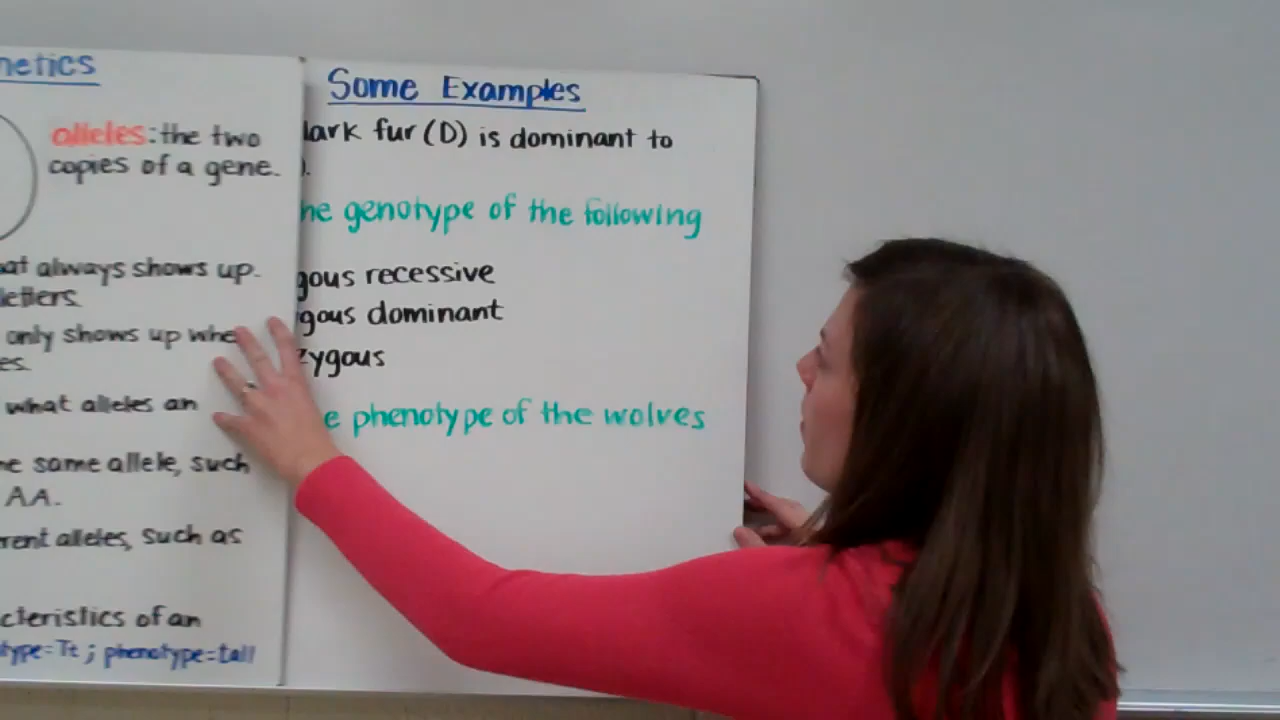 netics
alleles: the two
copies of a gene.
at always shows up.
letters.
only shows up whe
es.
what alleles an
e same allele, such
AA.
rent alleles, such as
cteristics of an
type=Tt; phenotype=tall
Some Examples
dark fur (D) is dominant to
).
he genotype of the following
gous recessive
gous dominant
zygous
e phenotype of the wolves